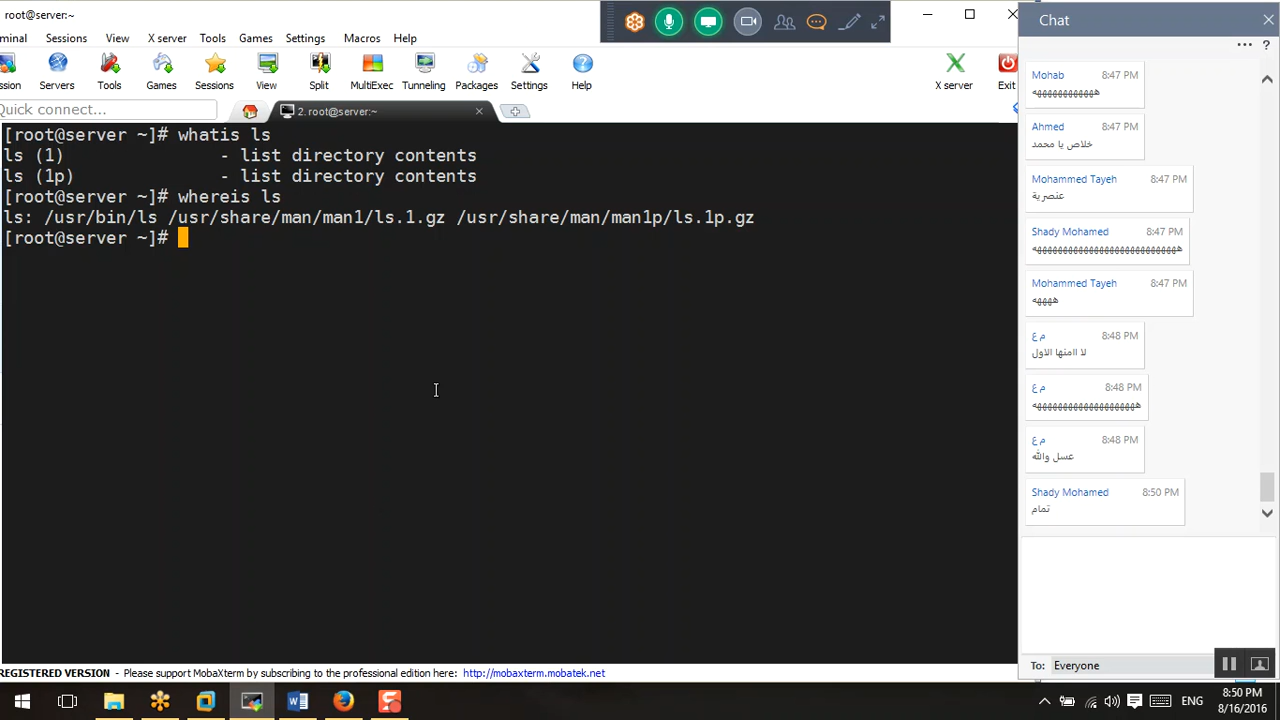 root@server:~
minal Sessions View X server Tools Games Settings Macros Help
ssion Servers Tools Games Sessions View Split MultiExec Tunneling Packages Settings Help X server Exit
Quick connect...
2. root@server:~
[root@server ~]# whatis ls
ls (1) - list directory contents
ls (1p) - list directory contents
[root@server ~]# whereis ls
ls: /usr/bin/ls /usr/share/man/man1/ls.1.gz /usr/share/man/man1p/ls.1p.gz
[root@server ~]#
REGISTERED VERSION - Please support MobaXterm by subscribing to the professional edition here: http://mobaxterm.mobatek.net
Chat
Mohab 8:47 PM
Ahmed 8:47 PM
خلاص يا محمد
Mohammed Tayeh 8:47 PM
عنصرية
Shady Mohamed 8:47 PM
Mohammed Tayeh 8:47 PM
ههههه
م ع 8:48 PM
لا اامنها الاول
م ع 8:48 PM
م ع 8:48 PM
عسل والله
Shady Mohamed 8:50 PM
تمام
To: Everyone
ENG
8:50 PM
8/16/2016